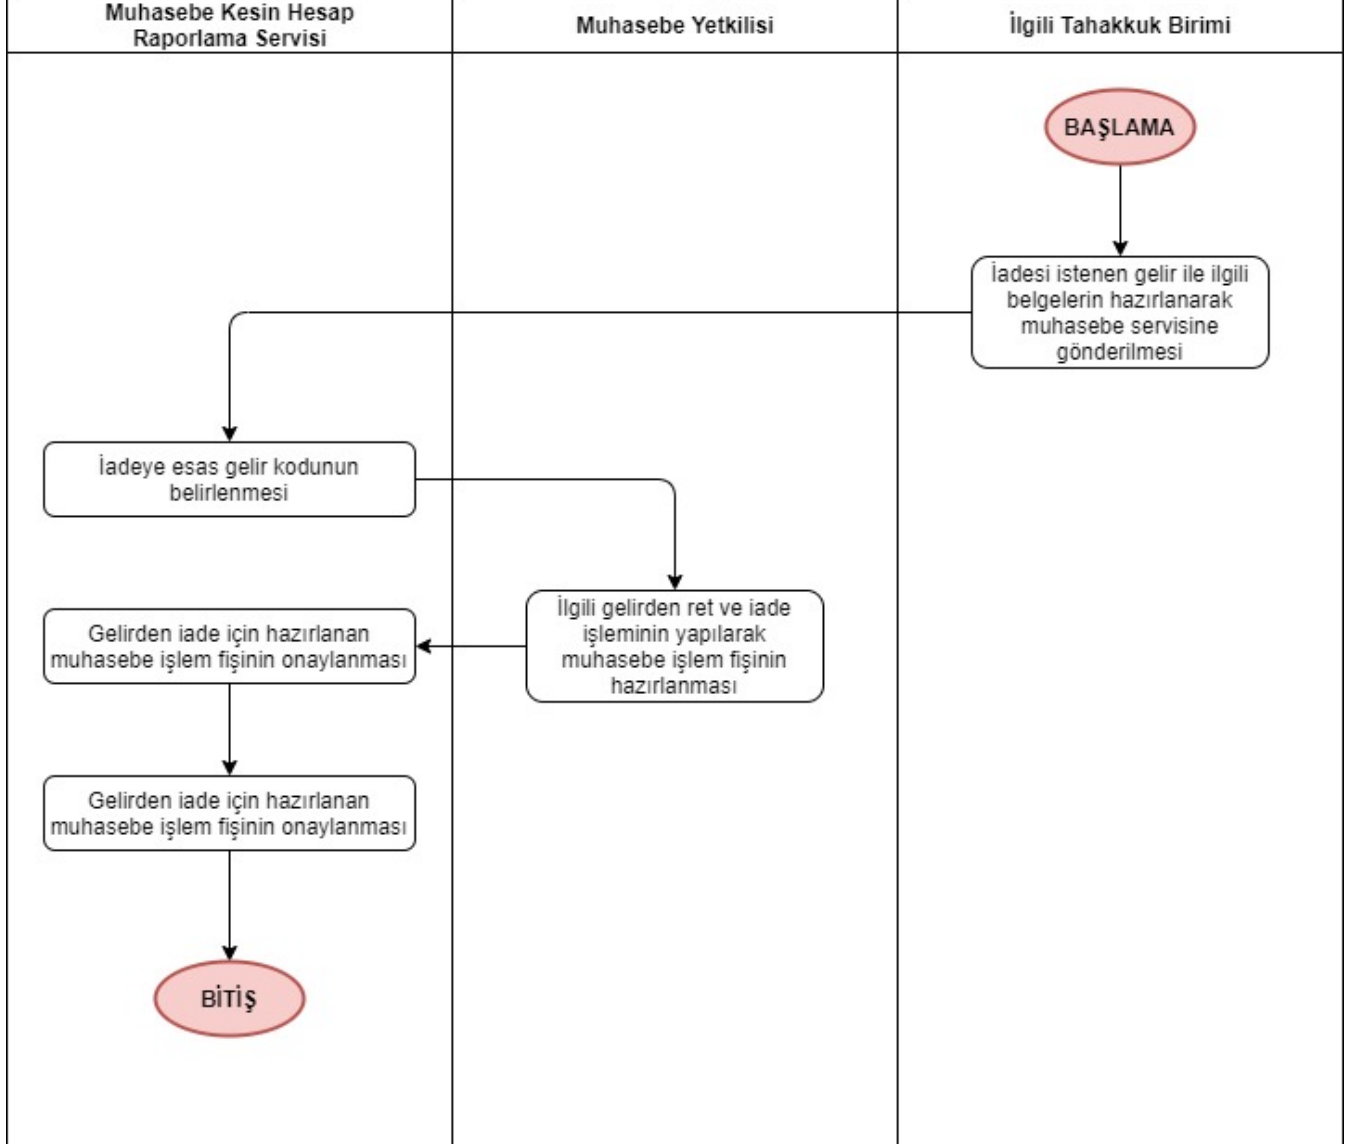 Muhasebe Kesin Hesap
Raporlama Servisi
Muhasebe Yetkilisi
İlgili Tahakkuk Birimi
BAŞLAMA
İadesi istenen gelir ile ilgili
belgelerin hazırlanarak
muhasebe servisine
gönderilmesi
İadeye esas gelir kodunun
belirlenmesi
İlgili gelirden ret ve iade
işleminin yapılarak
muhasebe işlem fişinin
hazırlanması
Gelirden iade için hazırlanan
muhasebe işlem fişinin onaylanması
Gelirden iade için hazırlanan
muhasebe işlem fişinin onaylanması
BİTİŞ